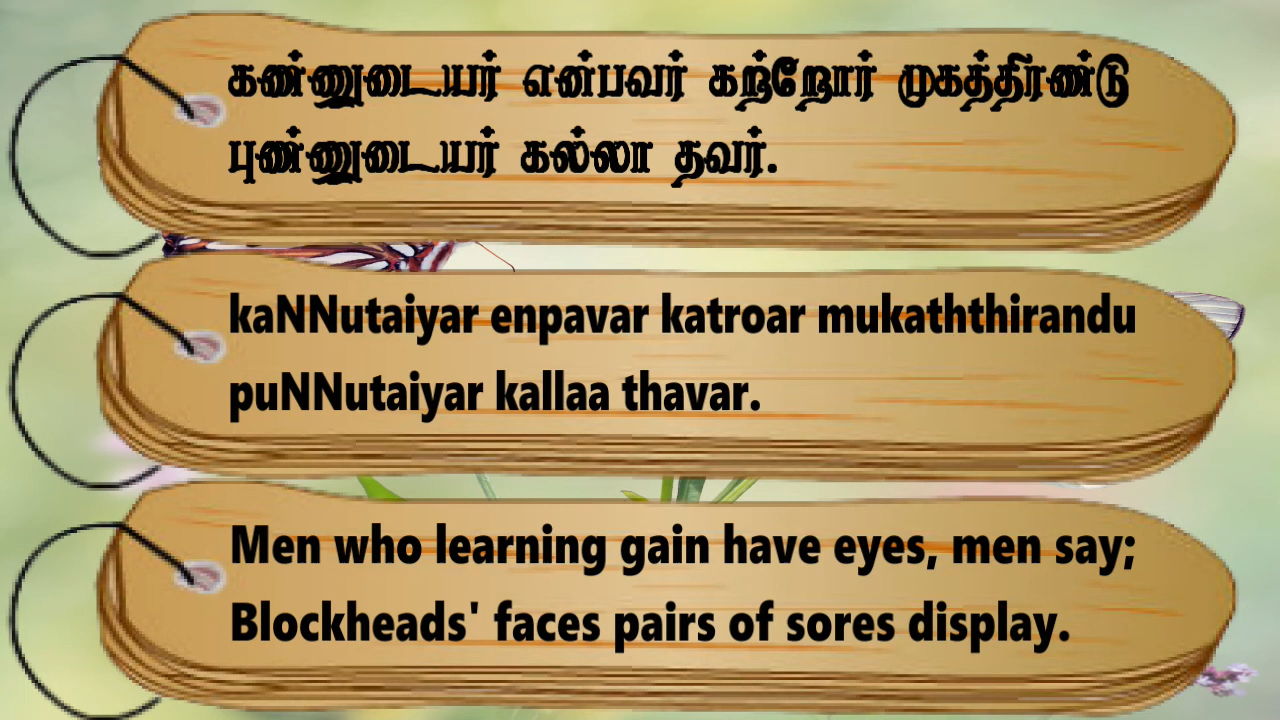 கண்ணுடையர் என்பவர் கற்றோர் முகத்திரண்டு
புண்ணுடையர் கல்லா தவர்.
kaNNutaiyar enpavar katroar mukaththirandu
puNNutaiyar kallaa thavar.
Men who learning gain have eyes, men say;
Blockheads' faces pairs of sores display.